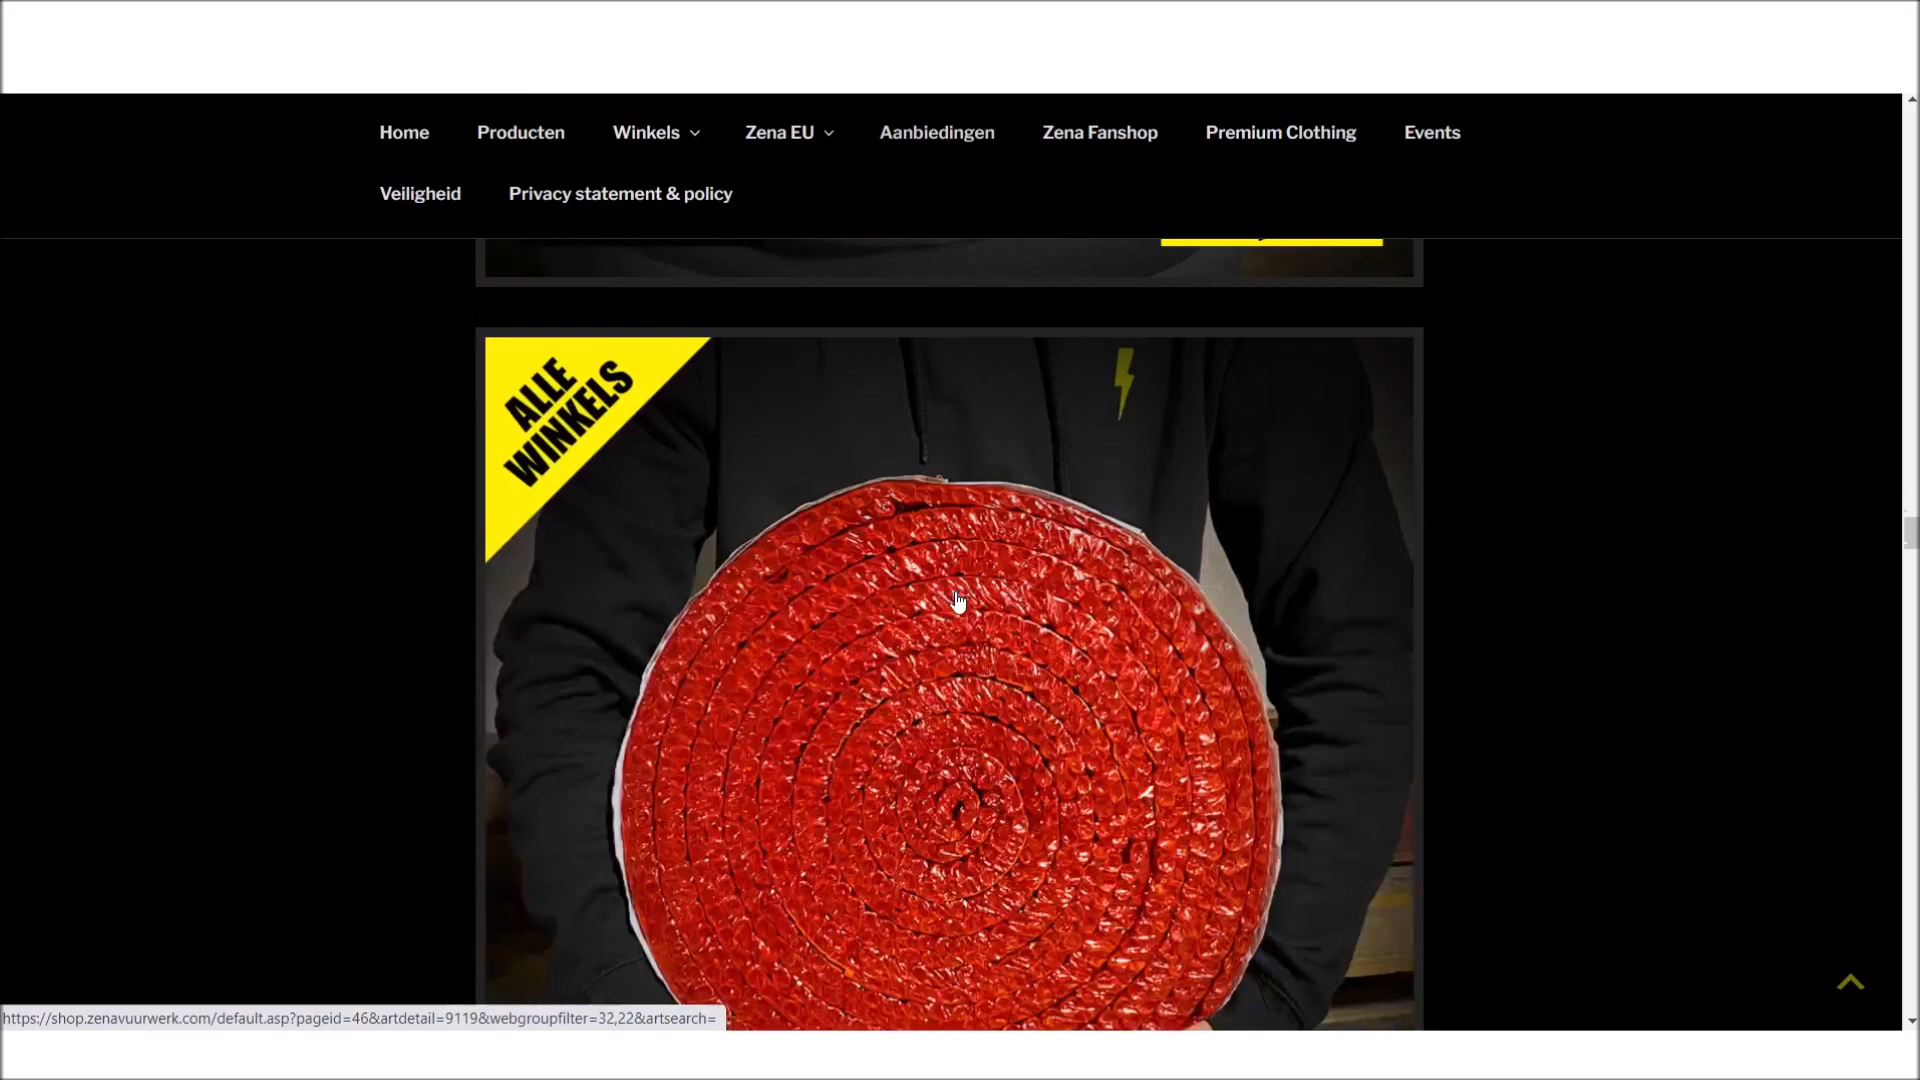 Home Producten Winkels Zena EU Aanbiedingen Zena Fanshop Premium Clothing Events
Veiligheid Privacy statement & policy
ALLE
WINKELS
https://shop.zenavuurwerk.com/default.asp?pageid=46&artdetail=9119&webgroupfilter=32,22&artsearch=